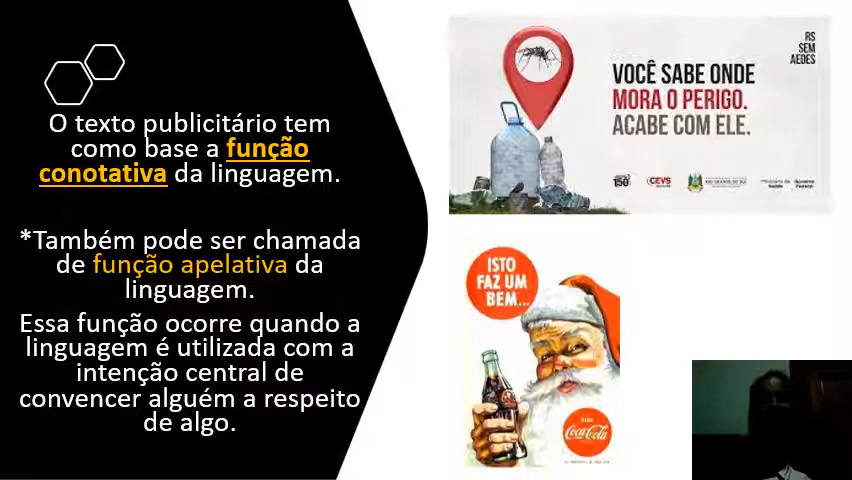 O texto publicitário tem
como base a função
conotativa da linguagem.
*Também pode ser chamada
de função apelativa da
linguagem.
Essa função ocorre quando a
linguagem é utilizada com a
intenção central de
convencer alguém a respeito
de algo.
RS
SEM
AEDES
VOCÊ SABE ONDE
MORA O PERIGO.
ACABE COM ELE.
150
CEVS
ISTO
FAZ UM
BEM...
Coca-Cola